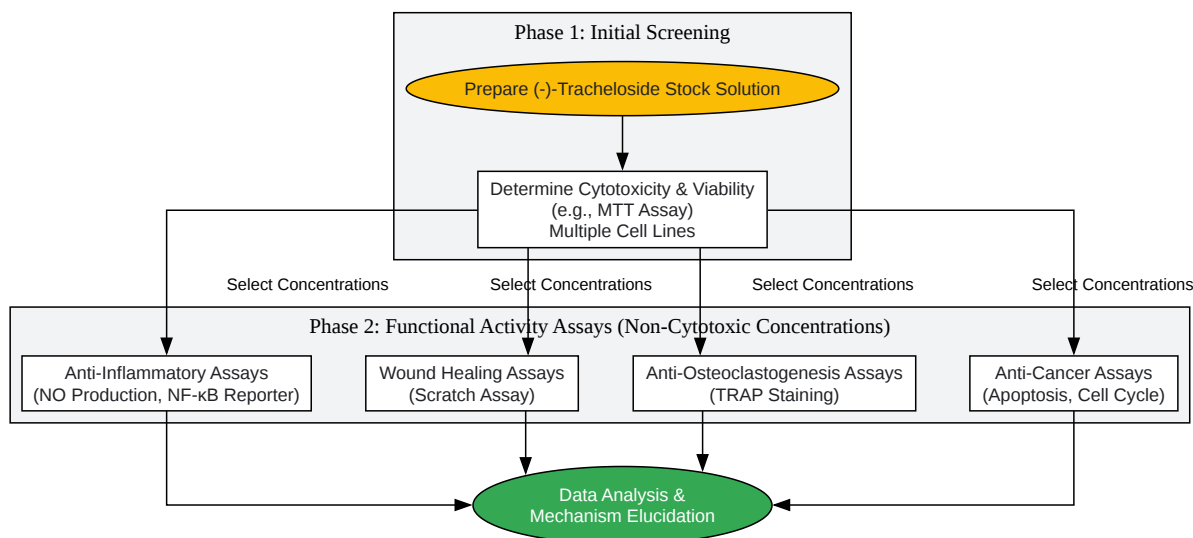 Phase 1: Initial Screening
Prepare (-)-Tracheloside Stock Solution
Determine Cytotoxicity & Viability
(e.g., MTT Assay)
Multiple Cell Lines
Select Concentrations
Select Concentrations
Select Concentrations
Select Concentrations
Phase 2: Functional Activity Assays (Non-Cytotoxic Concentrations)
Anti-Inflammatory Assays
(NO Production, NF-κB Reporter)
Wound Healing Assays
(Scratch Assay)
Anti-Osteoclastogenesis Assays
(TRAP Staining)
Anti-Cancer Assays
(Apoptosis, Cell Cycle)
Data Analysis &
Mechanism Elucidation